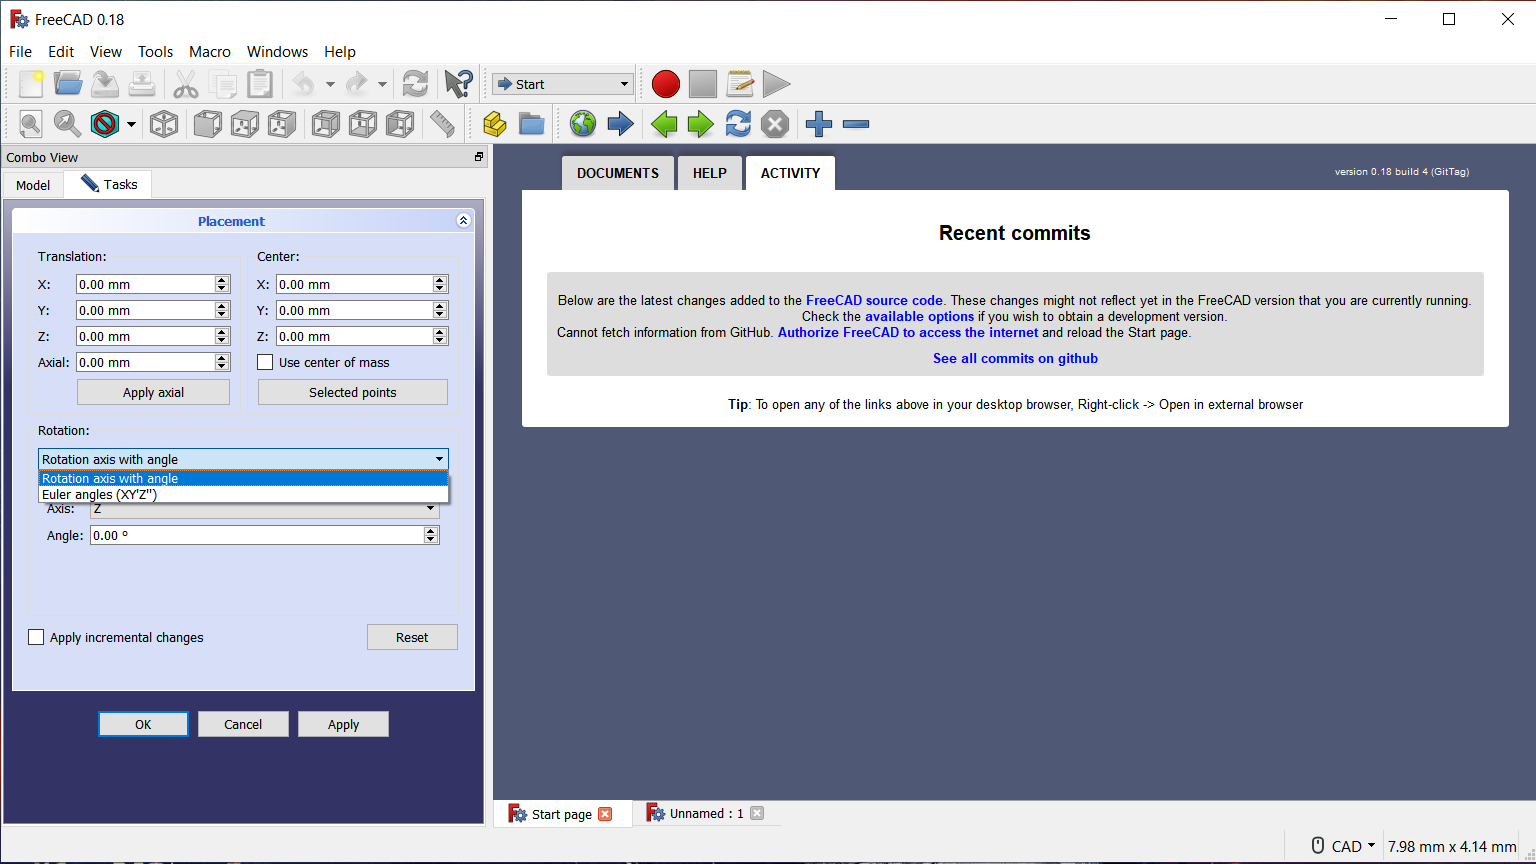 FreeCAD 0.18
File Edit View Tools Macro Windows Help
Start
Combo View
Model Tasks
Placement
Translation: Center:
X: 0.00 mm X: 0.00 mm
Y: 0.00 mm Y: 0.00 mm
Z: 0.00 mm Z: 0.00 mm
Axial: 0.00 mm Use center of mass
Apply axial Selected points
Rotation:
Rotation axis with angle
Rotation axis with angle
Euler angles (XY'Z'')
Axis: Z
Angle: 0.00 °
Apply incremental changes Reset
OK Cancel Apply
DOCUMENTS HELP ACTIVITY
version 0.18 build 4 (GitTag)
Recent commits
Below are the latest changes added to the FreeCAD source code. These changes might not reflect yet in the FreeCAD version that you are currently running.
Check the available options if you wish to obtain a development version.
Cannot fetch information from GitHub. Authorize FreeCAD to access the internet and reload the Start page.
See all commits on github
Tip: To open any of the links above in your desktop browser, Right-click -> Open in external browser
Start page Unnamed : 1
CAD 7.98 mm x 4.14 mm